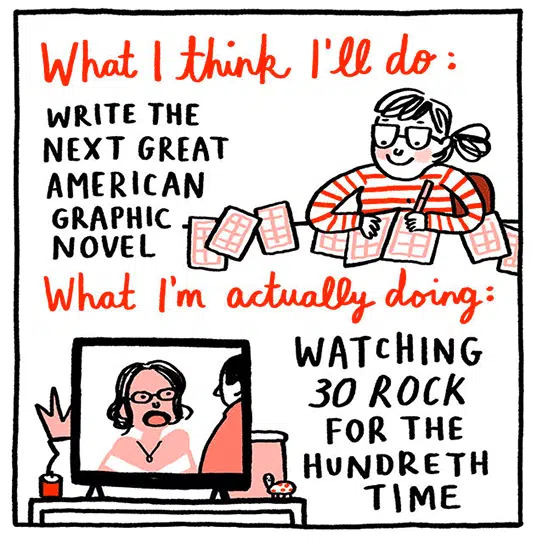 What I think I'll do:
WRITE THE
NEXT GREAT
AMERICAN
GRAPHIC
NOVEL
What I'm actually doing:
WATCHING
30 ROCK
FOR THE
HUNDRETH
TIME